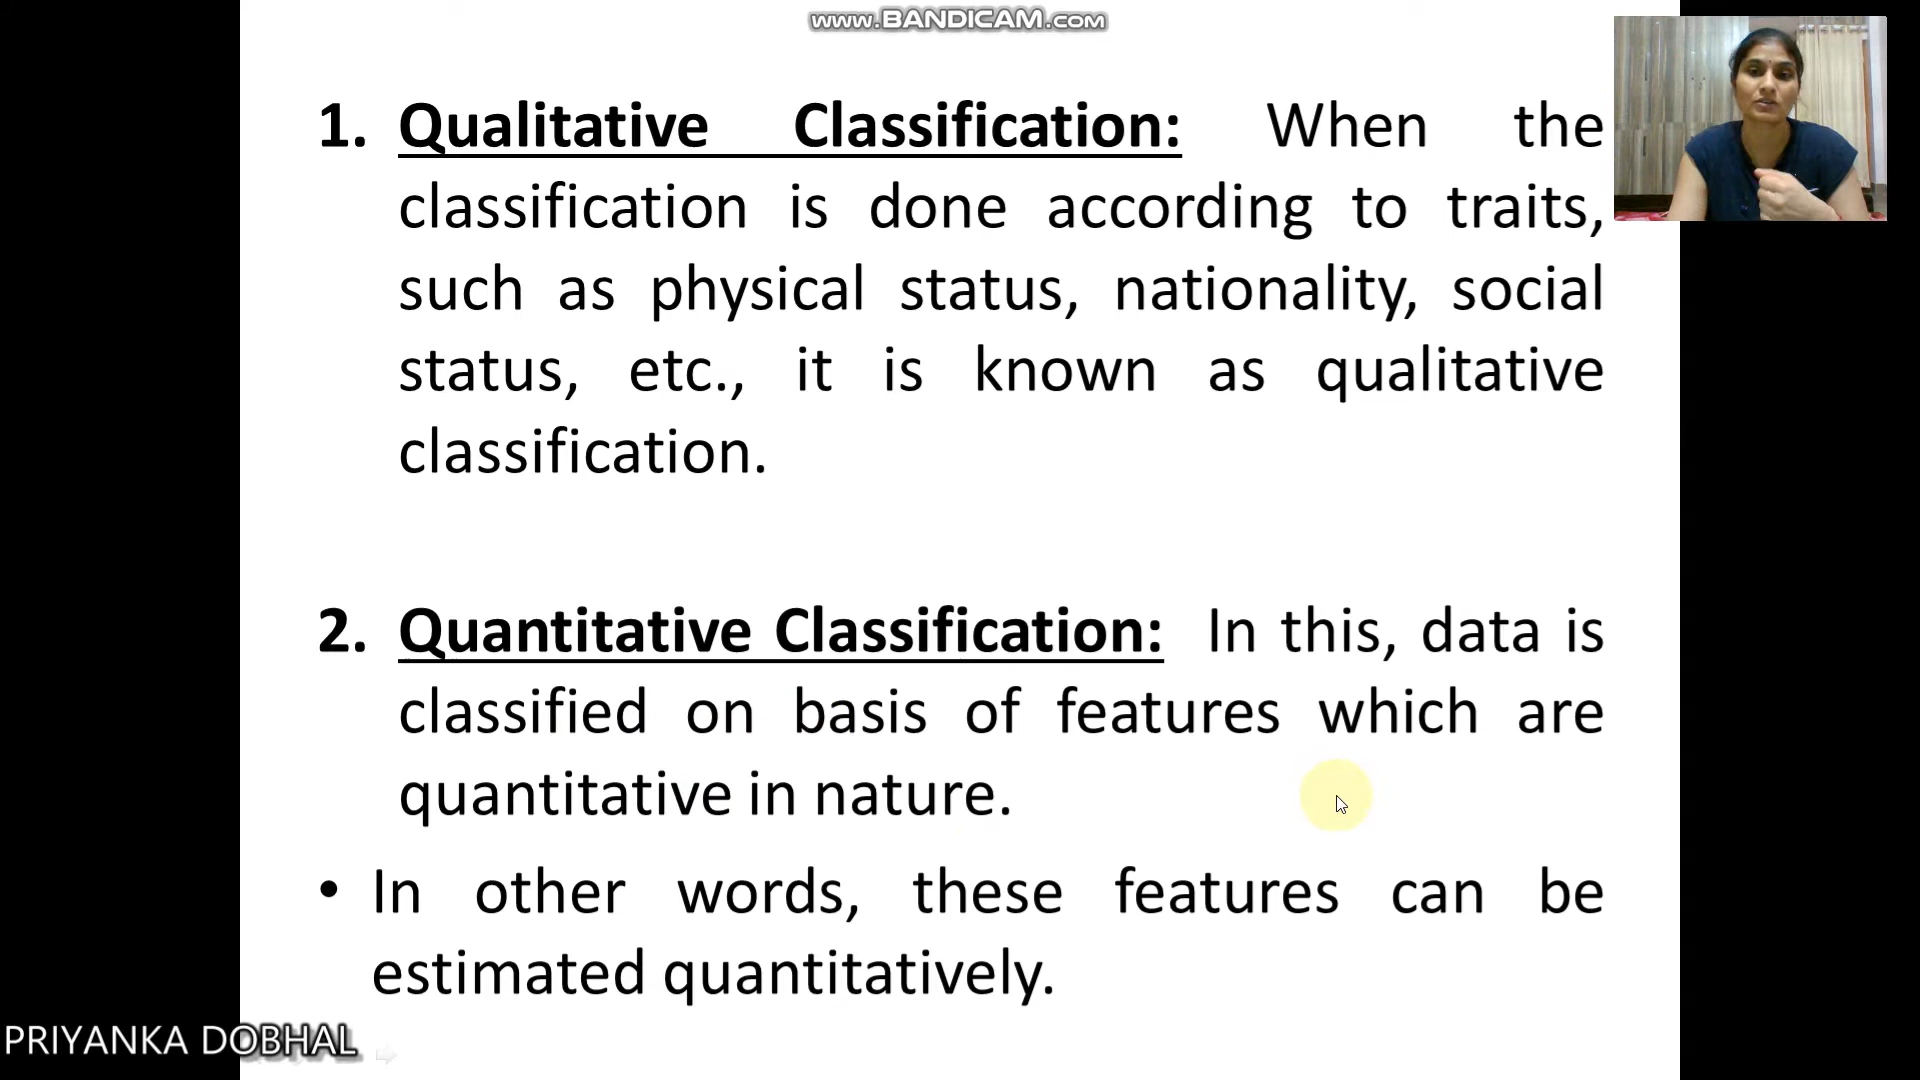 www.BANDICAM.com
1. Qualitative Classification: When the
classification is done according to traits,
such as physical status, nationality, social
status, etc., it is known as qualitative
classification.
2. Quantitative Classification: In this, data is
classified on basis of features which are
quantitative in nature.
• In other words, these features can be
estimated quantitatively.
PRIYANKA DOBHAL